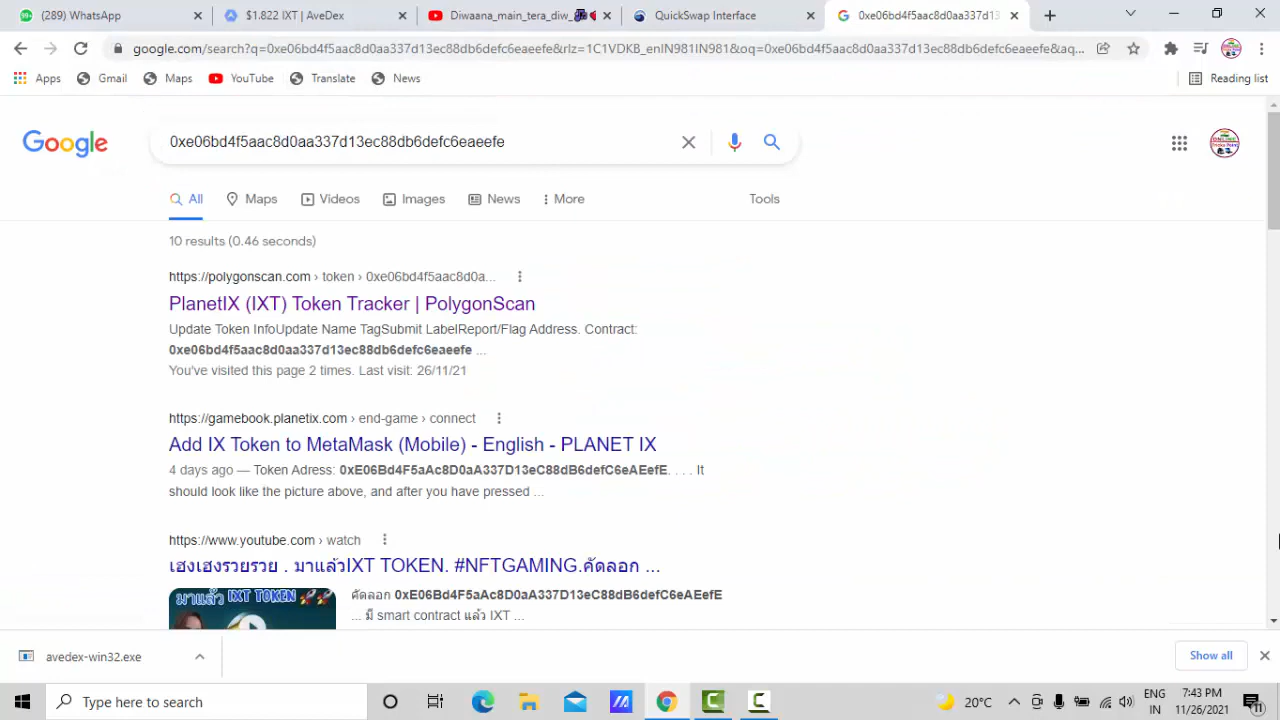 (289) WhatsApp
$1.822 IXT | AveDex
Diwaana_main_tera_diw
QuickSwap Interface
0xe06bd4f5aac8d0aa337d13
google.com/search?q=0xe06bd4f5aac8d0aa337d13ec88db6defc6eaeefe&rlz=1C1VDKB_enIN981IN981&oq=0xe06bd4f5aac8d0aa337d13ec88db6defc6eaeefe&aq...
Apps
Gmail
Maps
YouTube
Translate
News
Reading list
Google
0xe06bd4f5aac8d0aa337d13ec88db6defc6eaeefe
All
Maps
Videos
Images
News
More
Tools
10 results (0.46 seconds)
https://polygonscan.com › token › 0xe06bd4f5aac8d0a...
PlanetIX (IXT) Token Tracker | PolygonScan
Update Token InfoUpdate Name TagSubmit LabelReport/Flag Address. Contract:
0xe06bd4f5aac8d0aa337d13ec88db6defc6eaeefe ...
You've visited this page 2 times. Last visit: 26/11/21
https://gamebook.planetix.com › end-game › connect
Add IX Token to MetaMask (Mobile) - English - PLANET IX
4 days ago — Token Adress: 0xE06Bd4F5aAc8D0aA337D13eC88dB6defC6eAEefE. . . . It
should look like the picture above, and after you have pressed ...
https://www.youtube.com › watch
เฮงเฮงรวยรวย . มาแล้วIXT TOKEN. #NFTGAMING.คัดลอก ...
มาแล้ว IXT TOKEN
คัดลอก 0xE06Bd4F5aAc8D0aA337D13eC88dB6defC6eAEefE
... มี smart contract แล้ว IXT ...
avedex-win32.exe
Show all
Type here to search
20°C
ENG
IN
7:43 PM
11/26/2021